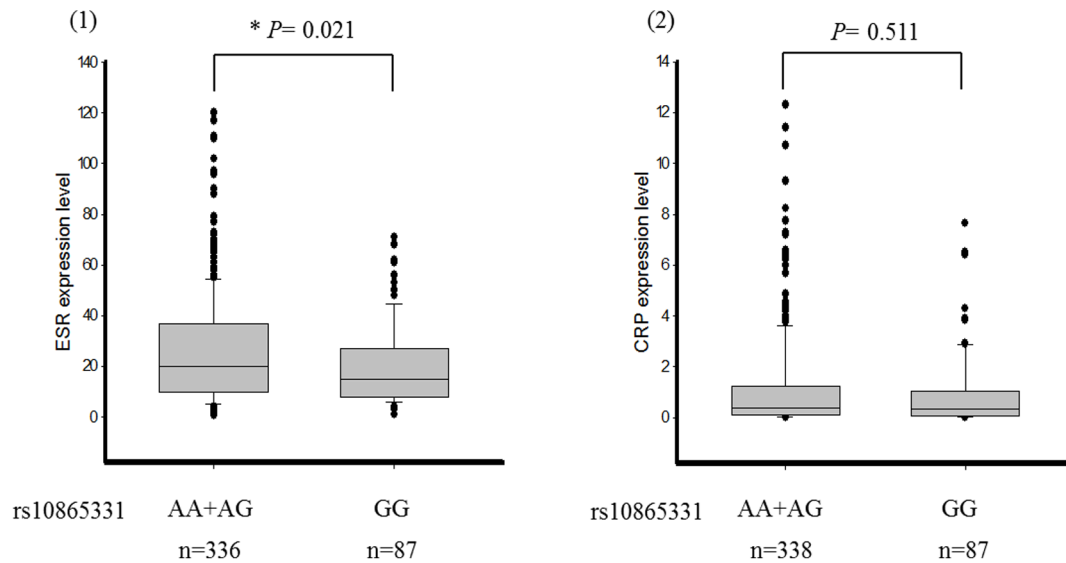 (1)
* P= 0.021
140
120
100
80
60
40
20
0
ESR expression level
rs10865331 AA+AG GG
n=336 n=87
(2)
P= 0.511
14
12
10
8
6
4
2
0
CRP expression level
rs10865331 AA+AG GG
n=338 n=87